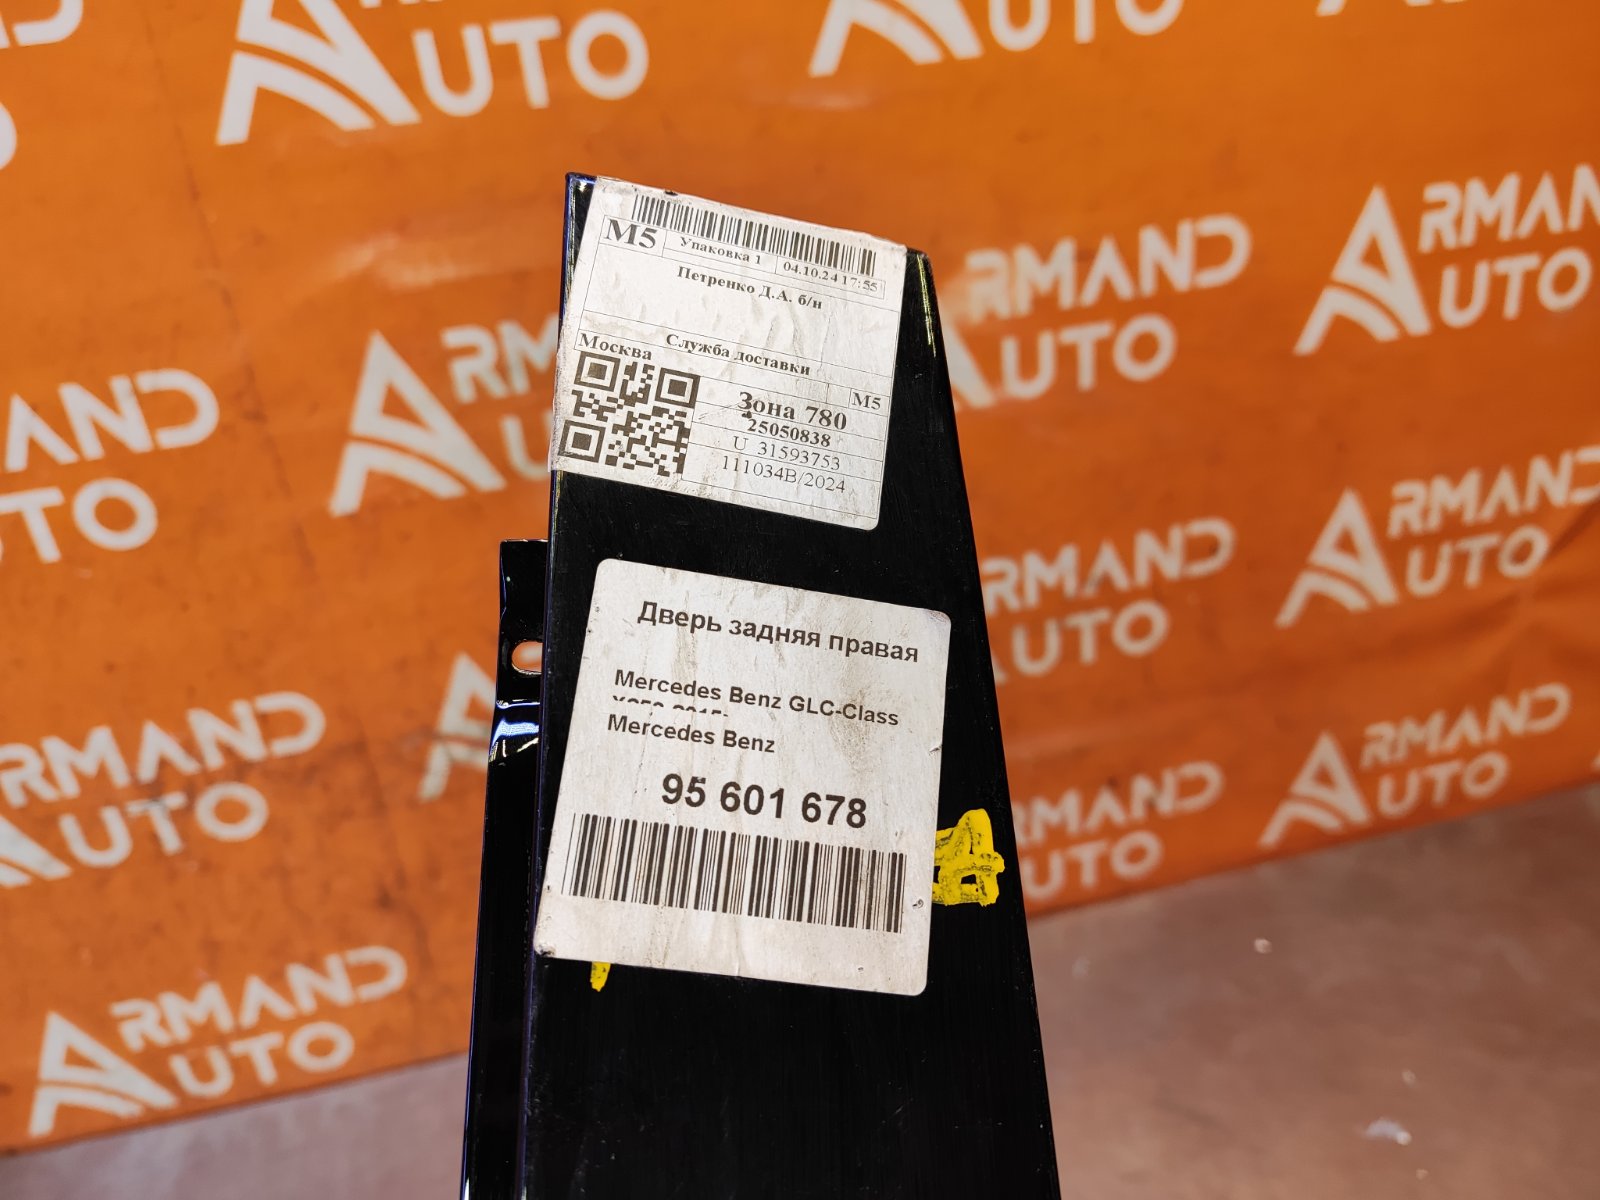 M5
Упаковка 1
04.10.24 17:55
Петренко Д.А. б/н
Служба доставки
Москва
M5
Зона 780
25050838
U 31593753
111034B/2024
Дверь задняя правая
Mercedes Benz GLC-Class
Mercedes Benz
95 601 678
ARMAND
AUTO